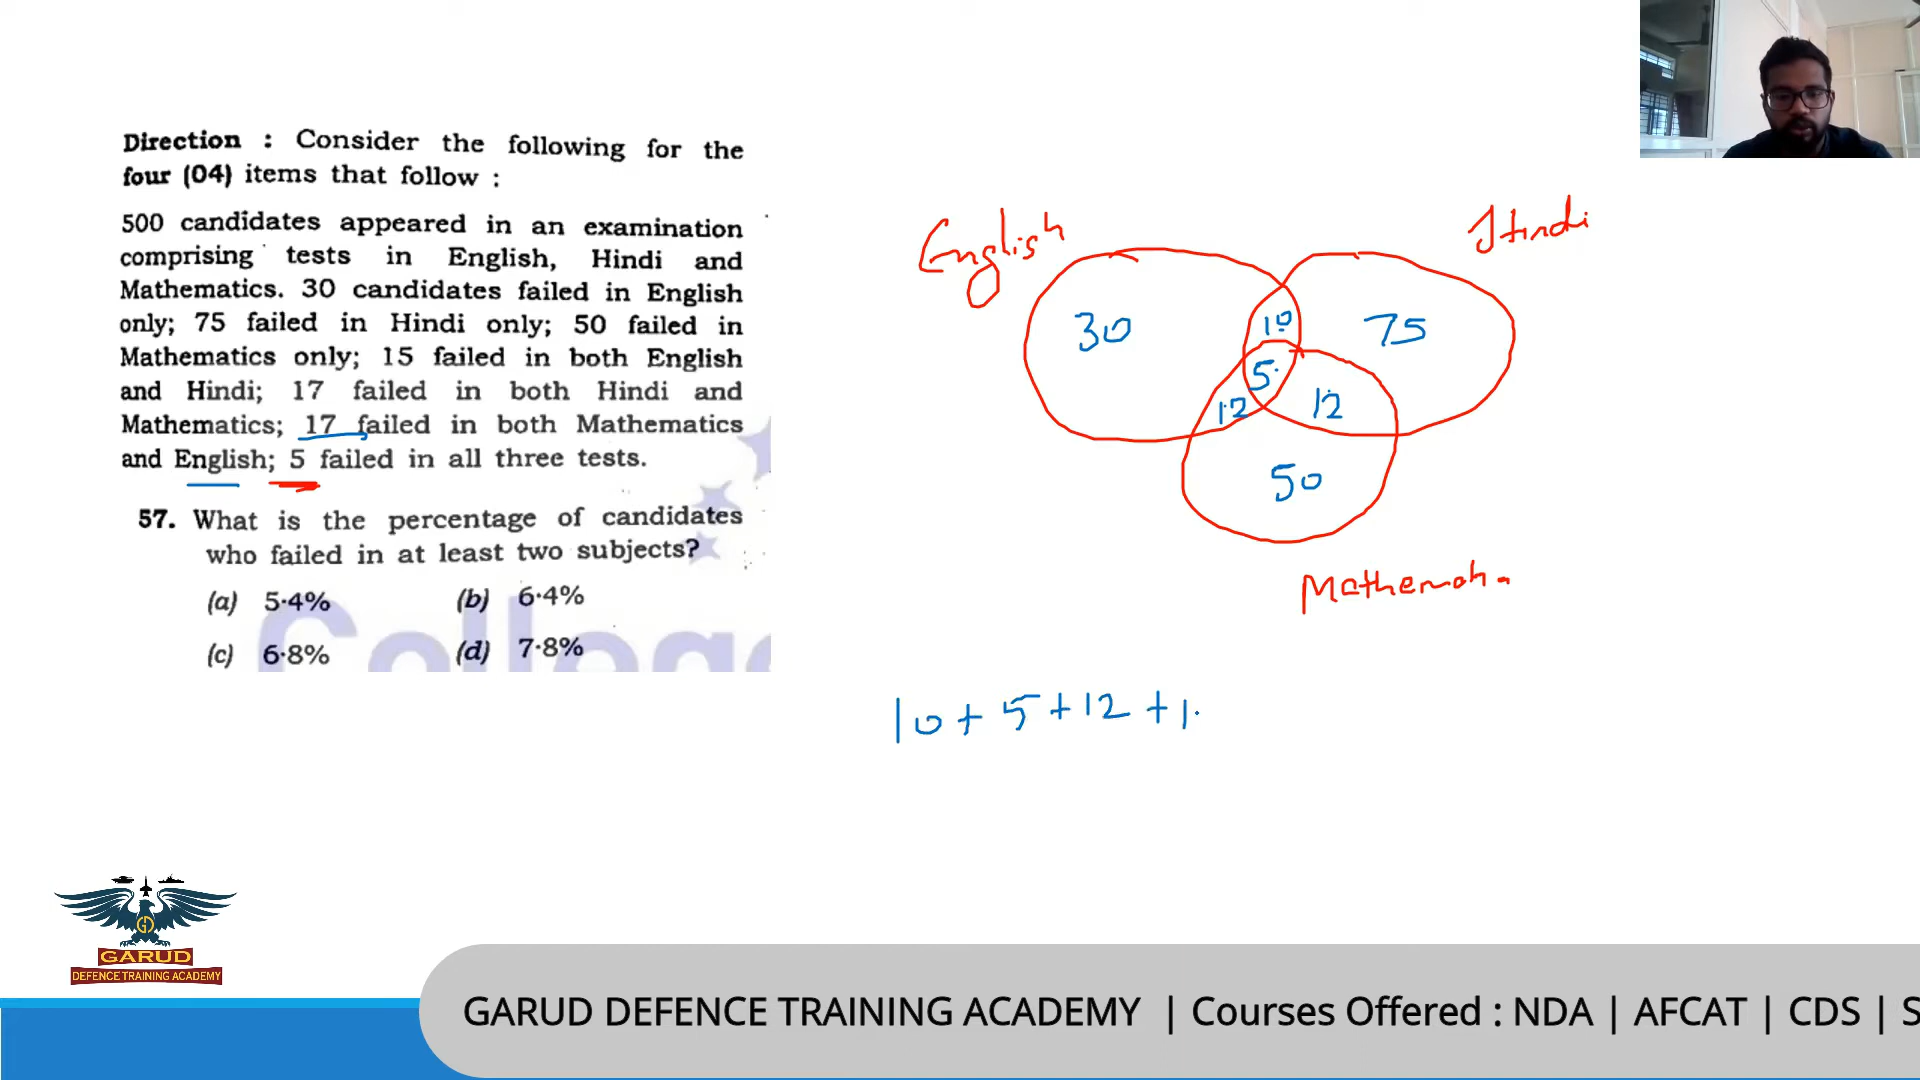 Direction : Consider the following for the
four (04) items that follow :
500 candidates appeared in an examination
comprising tests in English, Hindi and
Mathematics. 30 candidates failed in English
only; 75 failed in Hindi only; 50 failed in
Mathematics only; 15 failed in both English
and Hindi; 17 failed in both Hindi and
Mathematics; 17 failed in both Mathematics
and English; 5 failed in all three tests.
57. What is the percentage of candidates
who failed in at least two subjects?
(a) 5·4% (b) 6·4%
(c) 6·8% (d) 7·8%
English
Hindi
30
10
75
5
12
12
50
10 + 5 + 12 + 1
GARUD
DEFENCE TRAINING ACADEMY
GARUD DEFENCE TRAINING ACADEMY | Courses Offered : NDA | AFCAT | CDS | S